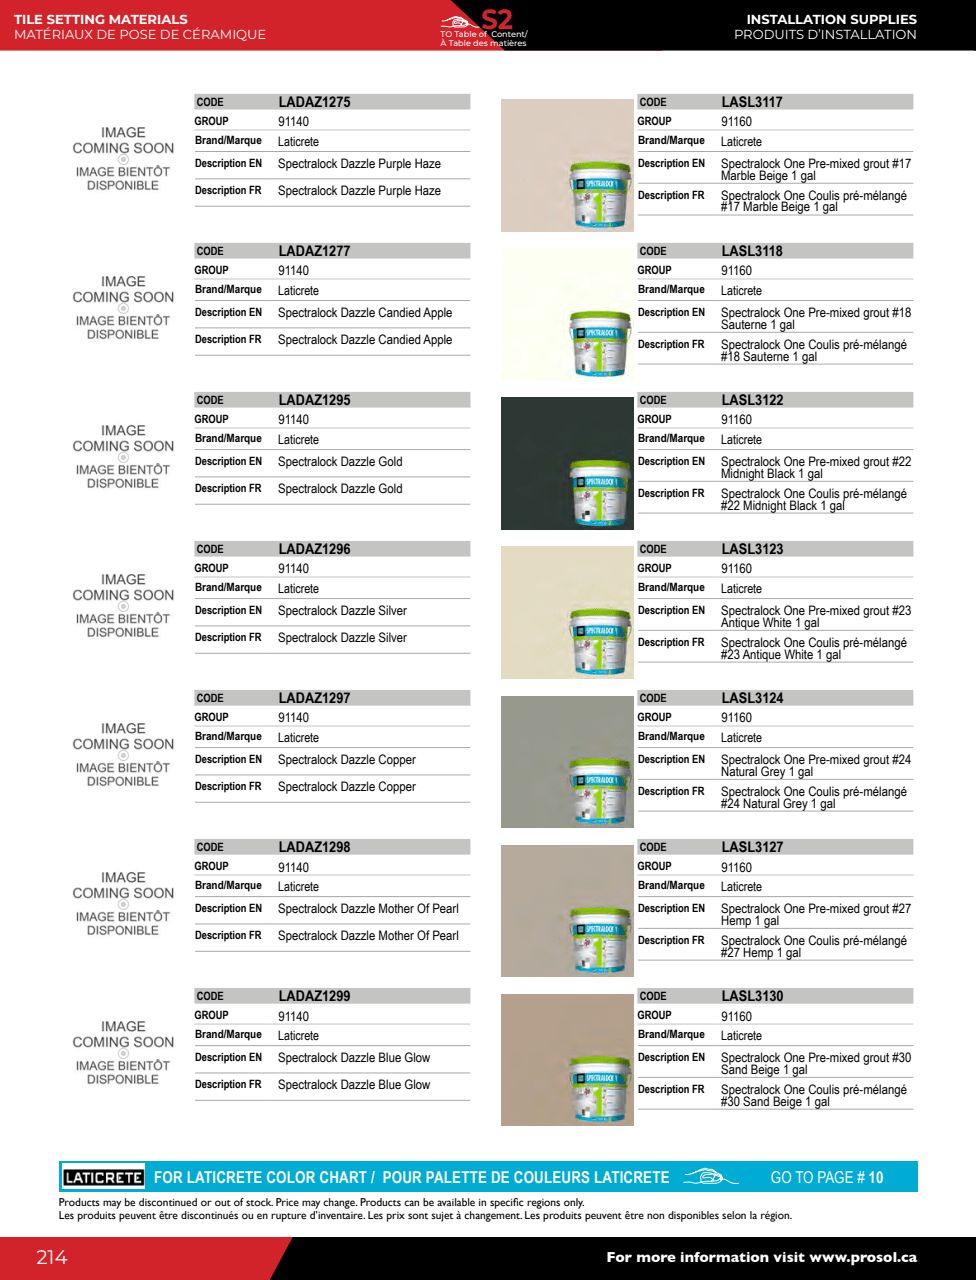 TILE SETTING MATERIALS
MATÉRIAUX DE POSE DE CÉRAMIQUE
S2
TO Table of Content/
À Table des matières
INSTALLATION SUPPLIES
PRODUITS D'INSTALLATION
IMAGE
COMING SOON
IMAGE BIENTÔT
DISPONIBLE
CODE LADAZ1275
GROUP 91140
Brand/Marque Laticrete
Description EN Spectralock Dazzle Purple Haze
Description FR Spectralock Dazzle Purple Haze
IMAGE
COMING SOON
IMAGE BIENTÔT
DISPONIBLE
CODE LADAZ1277
GROUP 91140
Brand/Marque Laticrete
Description EN Spectralock Dazzle Candied Apple
Description FR Spectralock Dazzle Candied Apple
IMAGE
COMING SOON
IMAGE BIENTÔT
DISPONIBLE
CODE LADAZ1295
GROUP 91140
Brand/Marque Laticrete
Description EN Spectralock Dazzle Gold
Description FR Spectralock Dazzle Gold
IMAGE
COMING SOON
IMAGE BIENTÔT
DISPONIBLE
CODE LADAZ1296
GROUP 91140
Brand/Marque Laticrete
Description EN Spectralock Dazzle Silver
Description FR Spectralock Dazzle Silver
IMAGE
COMING SOON
IMAGE BIENTÔT
DISPONIBLE
CODE LADAZ1297
GROUP 91140
Brand/Marque Laticrete
Description EN Spectralock Dazzle Copper
Description FR Spectralock Dazzle Copper
IMAGE
COMING SOON
IMAGE BIENTÔT
DISPONIBLE
CODE LADAZ1298
GROUP 91140
Brand/Marque Laticrete
Description EN Spectralock Dazzle Mother Of Pearl
Description FR Spectralock Dazzle Mother Of Pearl
IMAGE
COMING SOON
IMAGE BIENTÔT
DISPONIBLE
CODE LADAZ1299
GROUP 91140
Brand/Marque Laticrete
Description EN Spectralock Dazzle Blue Glow
Description FR Spectralock Dazzle Blue Glow
SPECTRALOCK 1
CODE LASL3117
GROUP 91160
Brand/Marque Laticrete
Description EN Spectralock One Pre-mixed grout #17
Marble Beige 1 gal
Description FR Spectralock One Coulis pré-mélangé
#17 Marble Beige 1 gal
SPECTRALOCK 1
CODE LASL3118
GROUP 91160
Brand/Marque Laticrete
Description EN Spectralock One Pre-mixed grout #18
Sauterne 1 gal
Description FR Spectralock One Coulis pré-mélangé
#18 Sauterne 1 gal
SPECTRALOCK 1
CODE LASL3122
GROUP 91160
Brand/Marque Laticrete
Description EN Spectralock One Pre-mixed grout #22
Midnight Black 1 gal
Description FR Spectralock One Coulis pré-mélangé
#22 Midnight Black 1 gal
SPECTRALOCK 1
CODE LASL3123
GROUP 91160
Brand/Marque Laticrete
Description EN Spectralock One Pre-mixed grout #23
Antique White 1 gal
Description FR Spectralock One Coulis pré-mélangé
#23 Antique White 1 gal
SPECTRALOCK 1
CODE LASL3124
GROUP 91160
Brand/Marque Laticrete
Description EN Spectralock One Pre-mixed grout #24
Natural Grey 1 gal
Description FR Spectralock One Coulis pré-mélangé
#24 Natural Grey 1 gal
SPECTRALOCK 1
CODE LASL3127
GROUP 91160
Brand/Marque Laticrete
Description EN Spectralock One Pre-mixed grout #27
Hemp 1 gal
Description FR Spectralock One Coulis pré-mélangé
#27 Hemp 1 gal
SPECTRALOCK 1
CODE LASL3130
GROUP 91160
Brand/Marque Laticrete
Description EN Spectralock One Pre-mixed grout #30
Sand Beige 1 gal
Description FR Spectralock One Coulis pré-mélangé
#30 Sand Beige 1 gal
LATICRETE FOR LATICRETE COLOR CHART / POUR PALETTE DE COULEURS LATICRETE GO TO PAGE # 10
Products may be discontinued or out of stock. Price may change. Products can be available in specific regions only.
Les produits peuvent être discontinués ou en rupture d'inventaire. Les prix sont sujet à changement. Les produits peuvent être non disponibles selon la région.
214
For more information visit www.prosol.ca